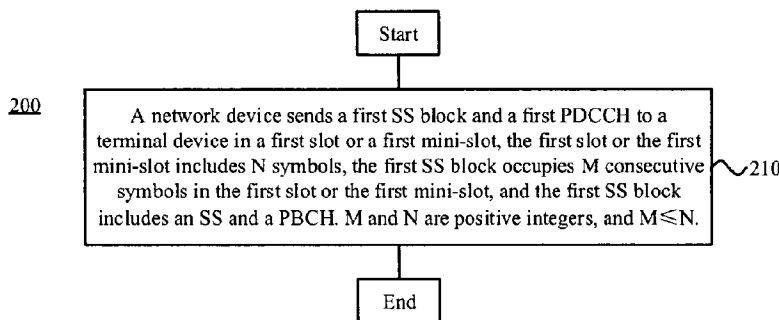 Start
200
A network device sends a first SS block and a first PDCCH to a
terminal device in a first slot or a first mini-slot, the first slot or the first
mini-slot includes N symbols, the first SS block occupies M consecutive
symbols in the first slot or the first mini-slot, and the first SS block
includes an SS and a PBCH. M and N are positive integers, and M≤N.
210
End